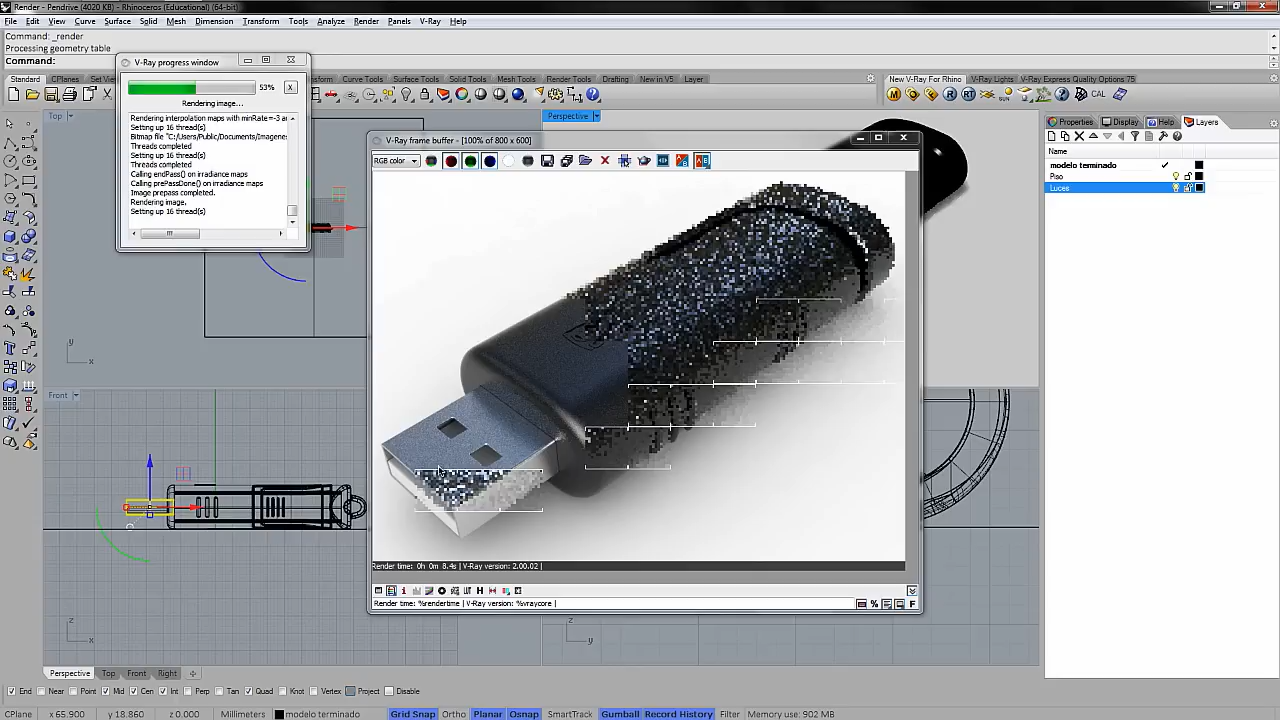 Render - Pendrive (4020 KB) - Rhinoceros (Educational) (64-bit)
File Edit View Curve Surface Solid Mesh Dimension Transform Tools Analyze Render Panels V-Ray Help
Command: _render
Processing geometry table
Command:
Standard CPlanes Set Vie
nsform Curve Tools Surface Tools Solid Tools Mesh Tools Render Tools Drafting New in V5 Layer
New V-Ray For Rhino V-Ray Lights V-Ray Express Quality Options 75
CAL
V-Ray progress window
53%
Rendering image...
Rendering interpolation maps with minRate=-3 ar
Setting up 16 thread(s)
Bitmap file "C:/Users/Public/Documents/Imagene
Threads completed
Setting up 16 thread(s)
Threads completed
Calling endPass() on irradiance maps
Calling prePassDone() on irradiance maps
Image prepass completed.
Rendering image.
Setting up 16 thread(s)
Top
Perspective
V-Ray frame buffer - [100% of 800 x 600]
RGB color
Render time: 0h 0m 8.4s | V-Ray version: 2.00.02 |
Render time: %rendertime | V-Ray version: %vraycore |
Front
y
x
z
x
z
y
Properties Display Help Layers
Name
modelo terminado
Piso
Luces
Perspective Top Front Right
End Near Point Mid Cen Int Perp Tan Quad Knot Vertex Project Disable
CPlane x 65.900 y 18.860 z 0.000 Millimeters modelo terminado Grid Snap Ortho Planar Osnap SmartTrack Gumball Record History Filter Memory use: 902 MB